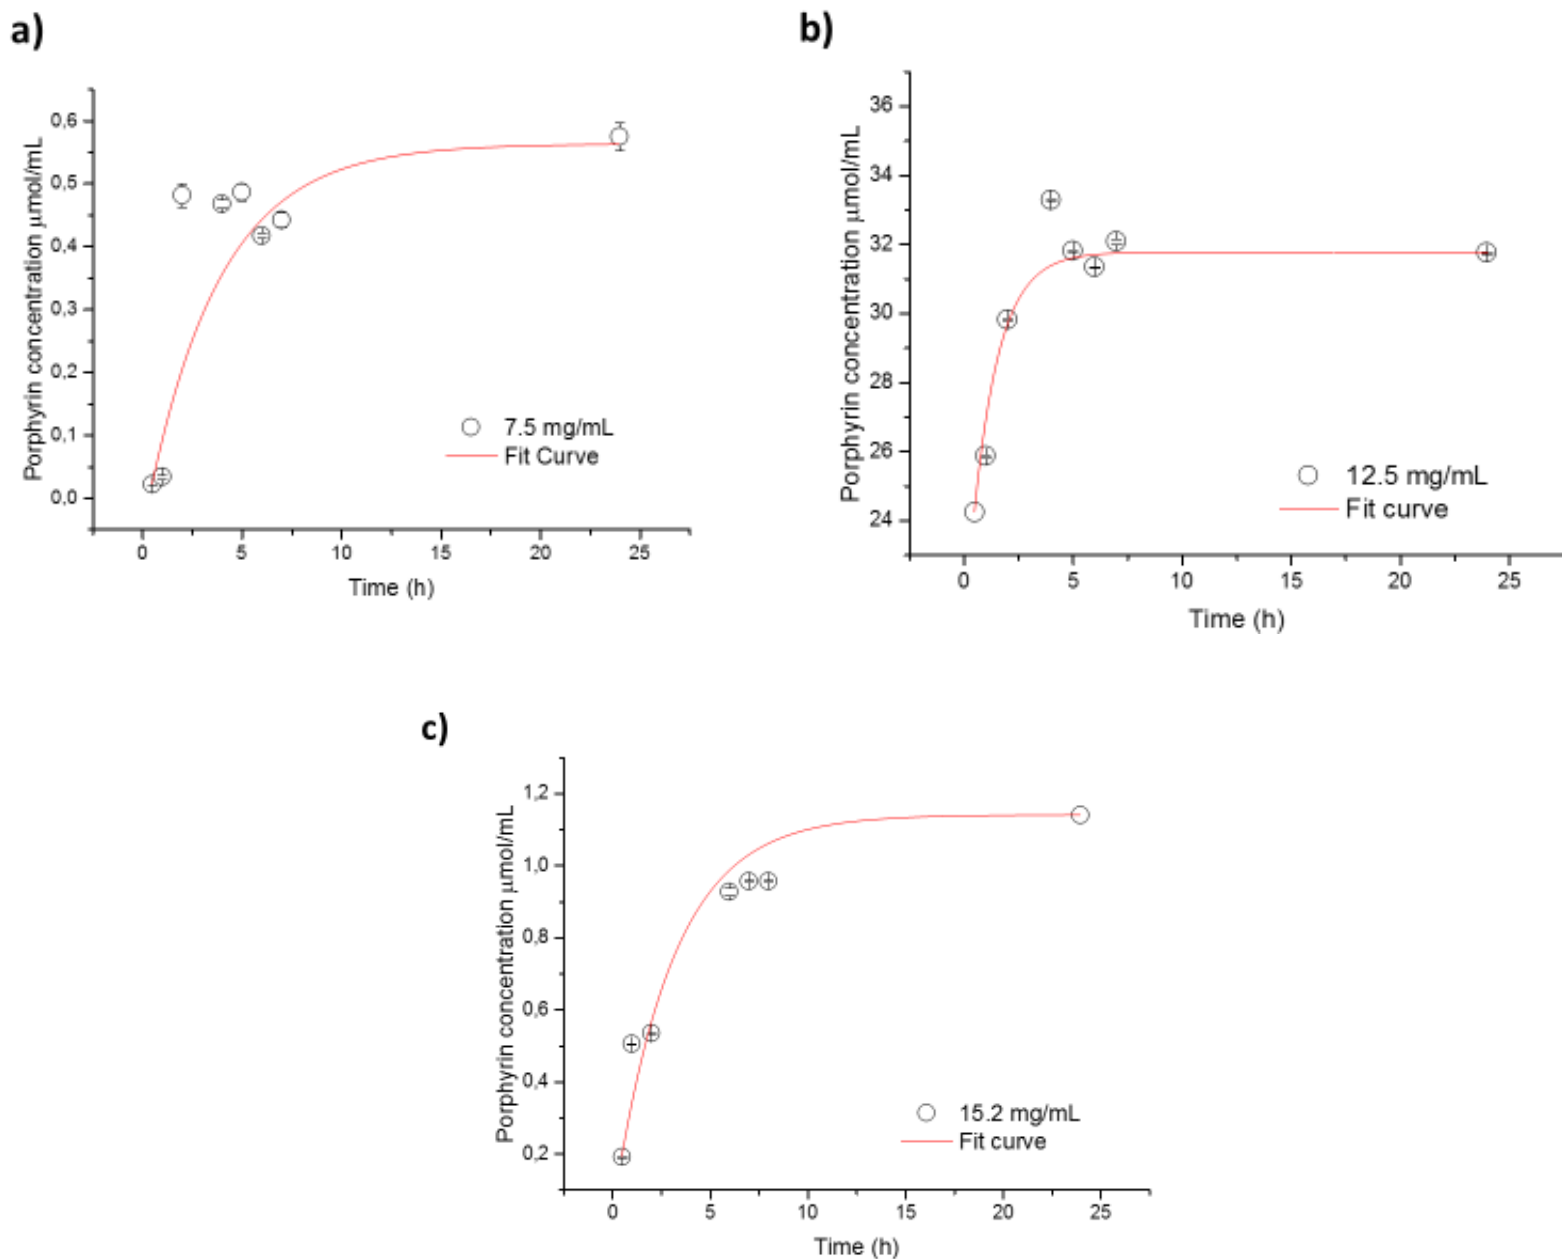 a)
Porphyrin concentration μmol/mL
0,6
0,5
0,4
0,3
0,2
0,1
0,0
7.5 mg/mL
Fit Curve
0 5 10 15 20 25
Time (h)
b)
Porphyrin concentration μmol/mL
36
34
32
30
28
26
24
12.5 mg/mL
Fit curve
0 5 10 15 20 25
Time (h)
c)
Porphyrin concentration μmol/mL
1,2
1,0
0,8
0,6
0,4
0,2
15.2 mg/mL
Fit curve
0 5 10 15 20 25
Time (h)